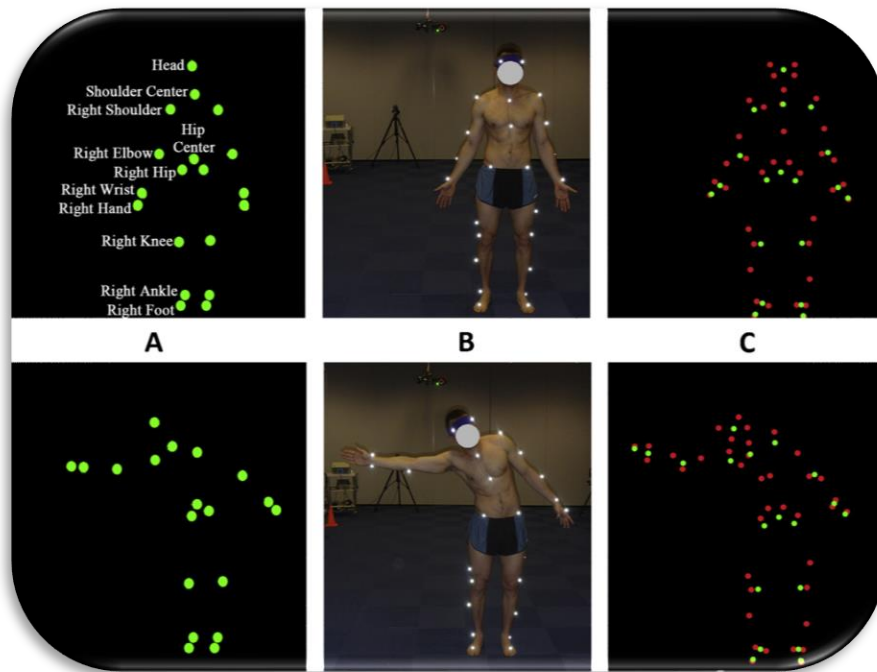 Head
Shoulder Center
Right Shoulder
Hip
Center
Right Elbow
Right Hip
Right Wrist
Right Hand
Right Knee
Right Ankle
Right Foot
A
B
C